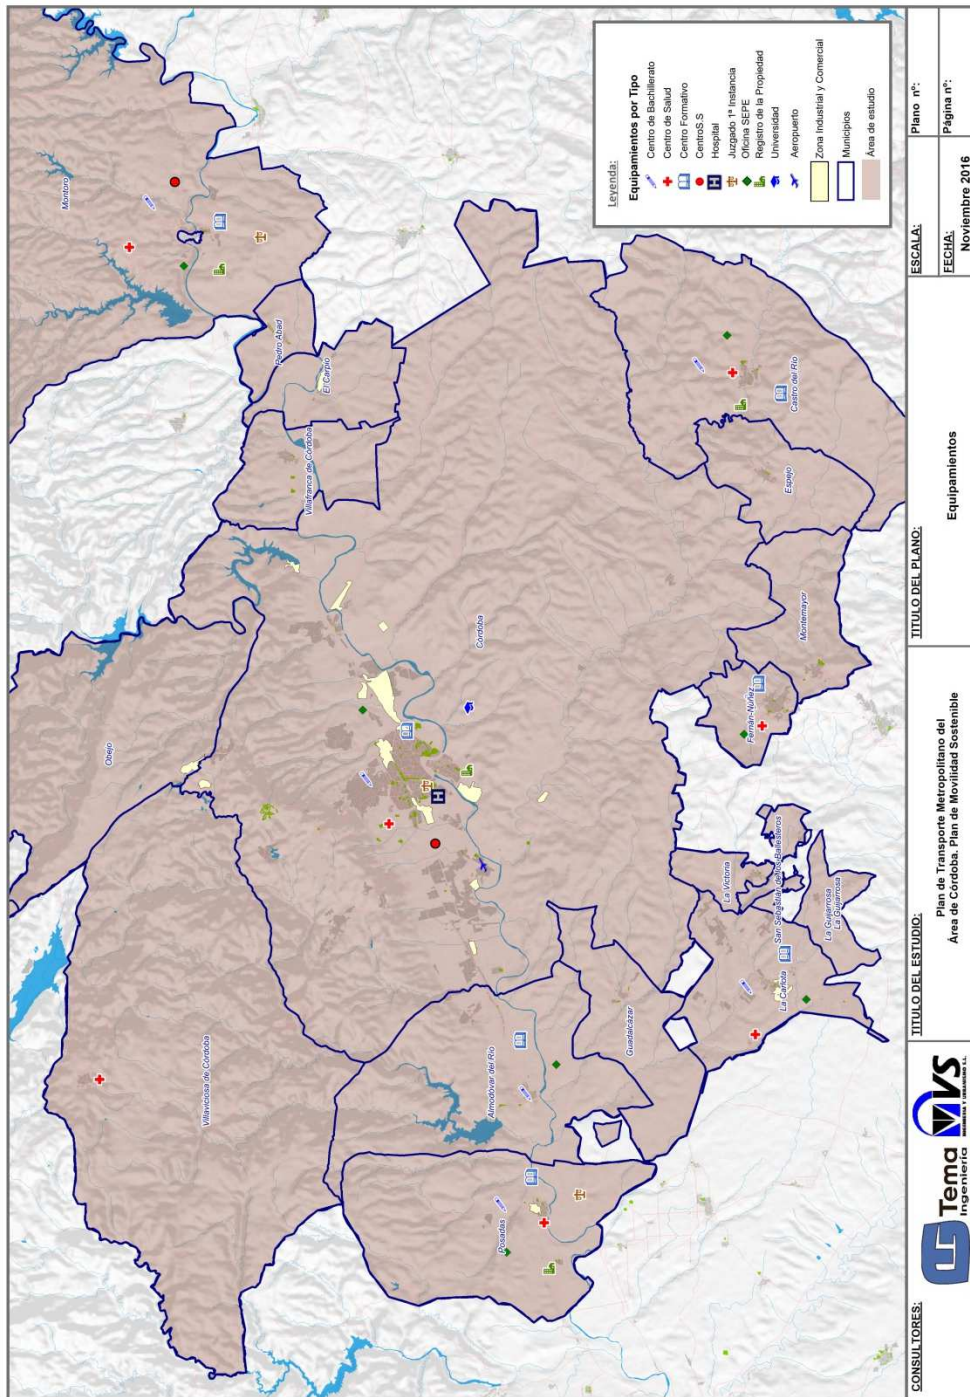 Leyenda:
Equipamientos por Tipo
Centro de Bachillerato
Centro de Salud
Centro Formativo
CentroS.S
Hospital
Juzgado 1ª Instancia
Oficina SEPE
Registro de la Propiedad
Universidad
Aeropuerto
Zona Industrial y Comercial
Municipios
Área de estudio
Montoro
Pedro Abad
El Carpio
Villafranca de Córdoba
Obejo
Córdoba
Villaviciosa de Córdoba
Almodóvar del Río
Posadas
Guadalcázar
La Carlota
San Sebastián de los Ballesteros
La Victoria
La Guijarrosa
La Guijarrosa
Fernán-Núñez
Montemayor
Espejo
Castro del Río
CONSULTORES:
Tema
Ingeniería
VS
INGENIERIA Y URBANISMO S.L.
TITULO DEL ESTUDIO:
Plan de Transporte Metropolitano del
Área de Córdoba. Plan de Movilidad Sostenible
TITULO DEL PLANO:
Equipamientos
ESCALA:
FECHA:
Noviembre 2016
Plano nº:
Página nº: